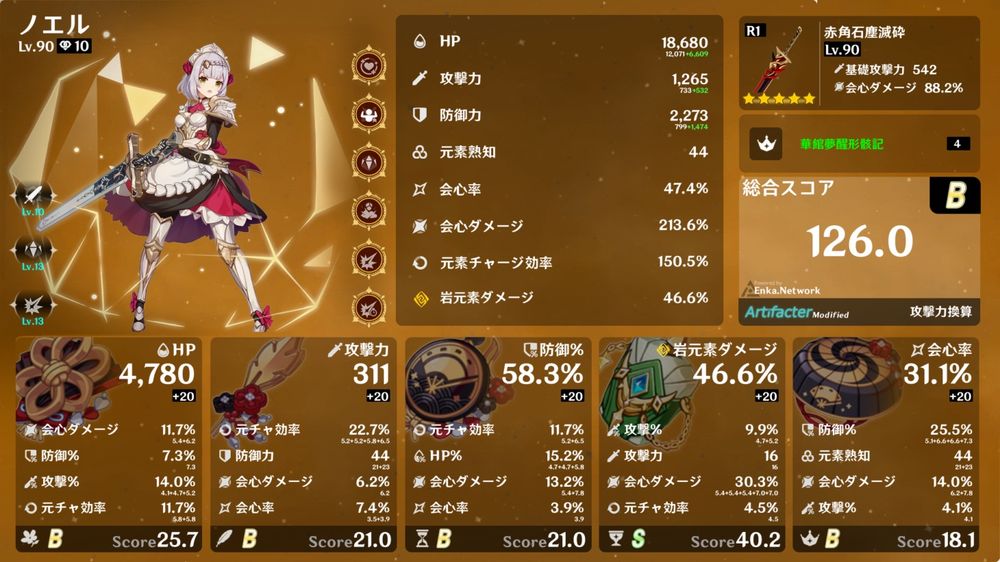 ノエル
Lv.90 10
Lv.10
Lv.13
Lv.13
HP 18,680
12,071+6,609
攻撃力 1,265
733+532
防御力 2,273
799+1,474
元素熟知 44
会心率 47.4%
会心ダメージ 213.6%
元素チャージ効率 150.5%
岩元素ダメージ 46.6%
R1
赤角石塵滅砕
Lv.90
基礎攻撃力 542
会心ダメージ 88.2%
華館夢醒形骸記 4
総合スコア B
126.0
Powered by
Enka.Network
Artifacter Modified 攻撃力換算
HP
4,780
+20
会心ダメージ 11.7%
5.4+6.2
防御% 7.3%
7.3
攻撃% 14.0%
4.1+4.7+5.2
元チャ効率 11.7%
5.8+5.8
B Score25.7
攻撃力
311
+20
元チャ効率 22.7%
5.2+5.2+5.8+6.5
防御力 44
21+23
会心ダメージ 6.2%
6.2
会心率 7.4%
3.5+3.9
B Score21.0
防御%
58.3%
+20
元チャ効率 11.7%
5.2+6.5
HP% 15.2%
4.7+4.7+5.8
会心ダメージ 13.2%
5.4+7.8
会心率 3.9%
3.9
B Score21.0
岩元素ダメージ
46.6%
+20
攻撃% 9.9%
4.7+5.2
攻撃力 16
16
会心ダメージ 30.3%
5.4+5.4+5.4+7.0+7.0
元チャ効率 4.5%
4.5
S Score40.2
会心率
31.1%
+20
防御% 25.5%
5.1+6.6+6.6+7.3
元素熟知 44
21+23
会心ダメージ 14.0%
6.2+7.8
攻撃% 4.1%
4.1
B Score18.1